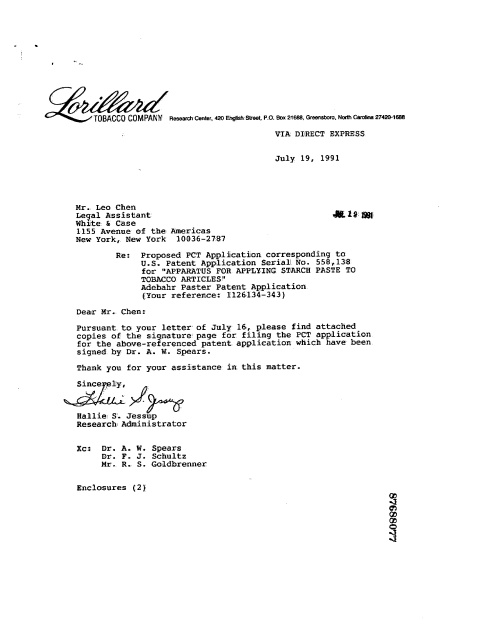 Lorillard
TOBACCO COMPANY Research Center, 420 English Street, P.O. Box 21688, Greensboro, North Carolina 27420-1688
VIA DIRECT EXPRESS
July 19, 1991
JUL 19 1991
Mr. Leo Chen
Legal Assistant
White & Case
1155 Avenue of the Americas
New York, New York 10036-2787
Re: Proposed PCT Application corresponding to
U.S. Patent Application Serial No. 558,138
for "APPARATUS FOR APPLYING STARCH PASTE TO
TOBACCO ARTICLES"
Adebahr Paster Patent Application
(Your reference: 1126134-343)
Dear Mr. Chen:
Pursuant to your letter of July 16, please find attached
copies of the signature page for filing the PCT application
for the above-referenced patent application which have been
signed by Dr. A. W. Spears.
Thank you for your assistance in this matter.
Sincerely,
Hallie S. Jessup
Hallie S. Jessup
Research Administrator
Xc: Dr. A. W. Spears
Dr. F. J. Schultz
Mr. R. S. Goldbrenner
Enclosures (2)
87688077